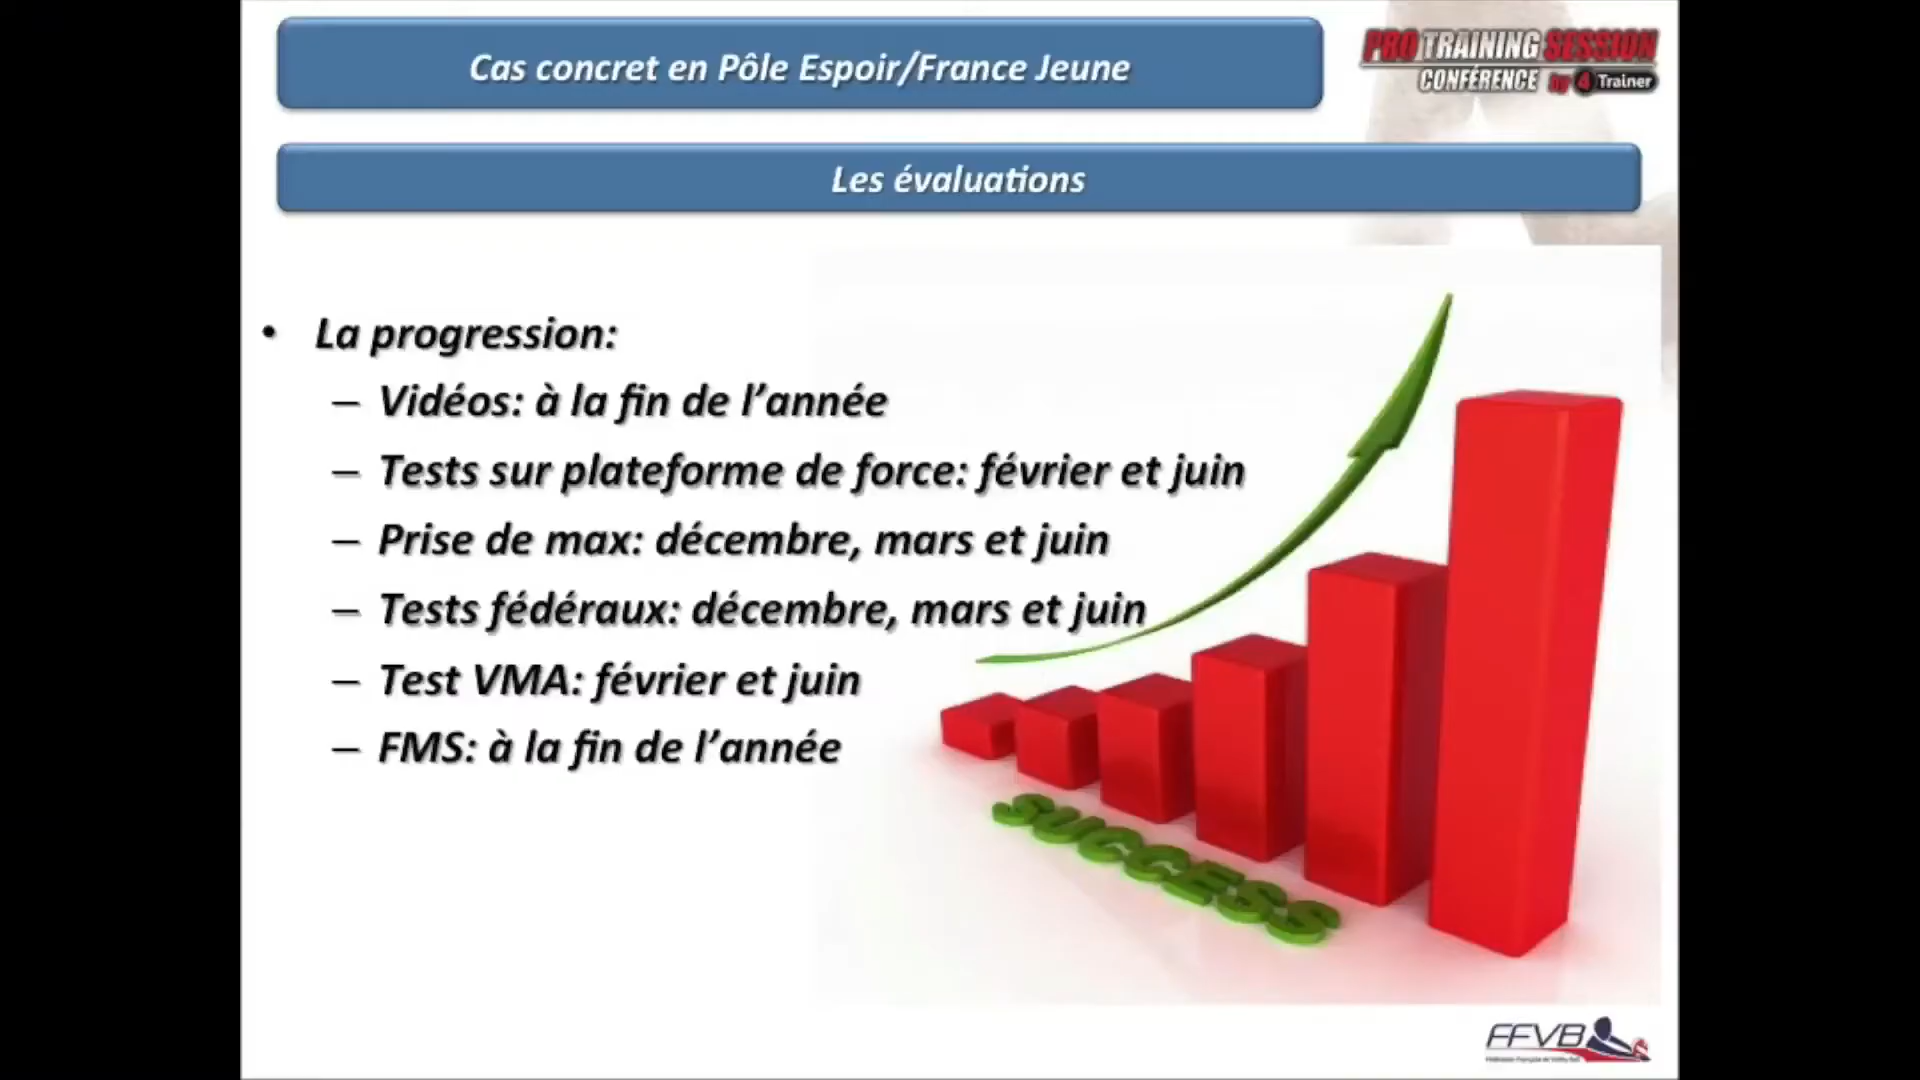 Cas concret en Pôle Espoir/France Jeune
PRO TRAINING SESSION
CONFÉRENCE by 4 Trainer
Les évaluations
• La progression:
– Vidéos: à la fin de l’année
– Tests sur plateforme de force: février et juin
– Prise de max: décembre, mars et juin
– Tests fédéraux: décembre, mars et juin
– Test VMA: février et juin
– FMS: à la fin de l’année
SUCCESS
FFVB